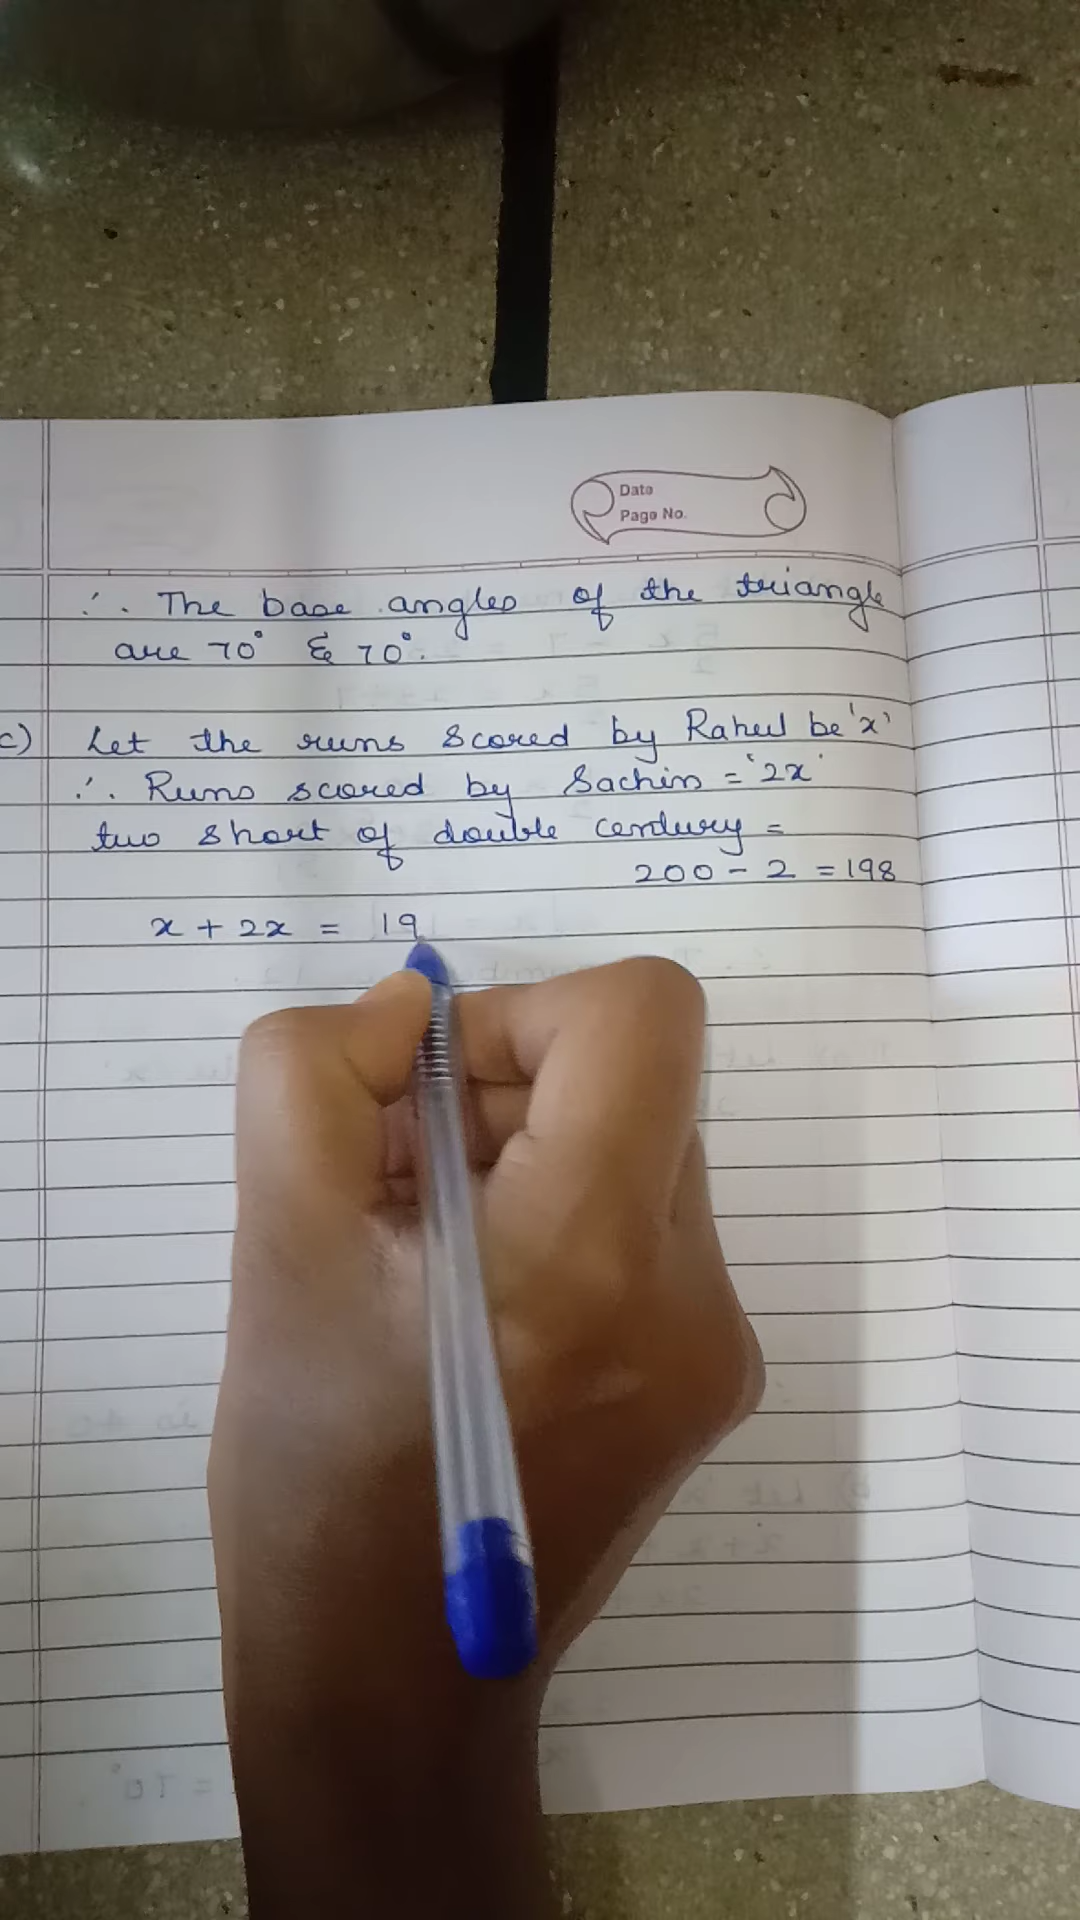 Date
Page No.
∴ The base angles of the triangle
are 70° & 70°.
c) Let the runs scored by Rahul be 'x'
∴ Runs scored by Sachin = '2x'
two short of double century =
200 - 2 = 198
x + 2x = 19